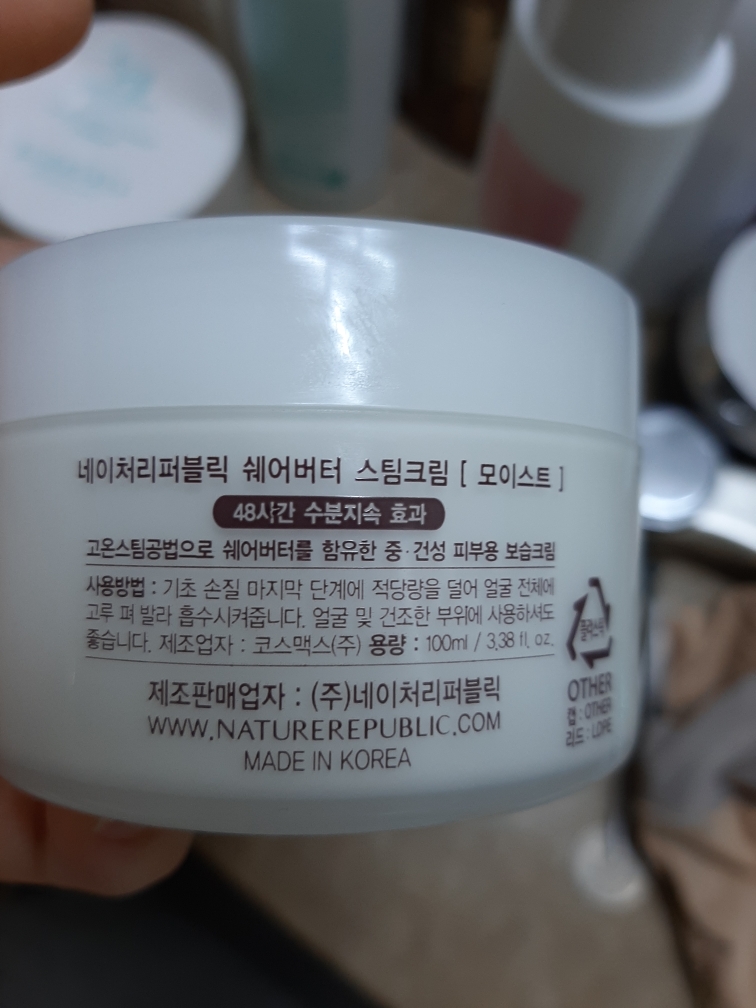 네이처리퍼블릭 쉐어버터 스팀크림 [ 모이스트 ]
48시간 수분지속 효과
고온스팀공법으로 쉐어버터를 함유한 중·건성 피부용 보습크림
사용방법 : 기초 손질 마지막 단계에 적당량을 덜어 얼굴 전체에
고루 펴 발라 흡수시켜줍니다. 얼굴 및 건조한 부위에 사용하셔도
좋습니다. 제조업자 : 코스맥스(주) 용량 : 100ml / 3.38 fl. oz.
제조판매업자 : (주)네이처리퍼블릭
WWW.NATUREREPUBLIC.COM
MADE IN KOREA
플라스틱
OTHER
캡 : OTHER
리드 : LDPE